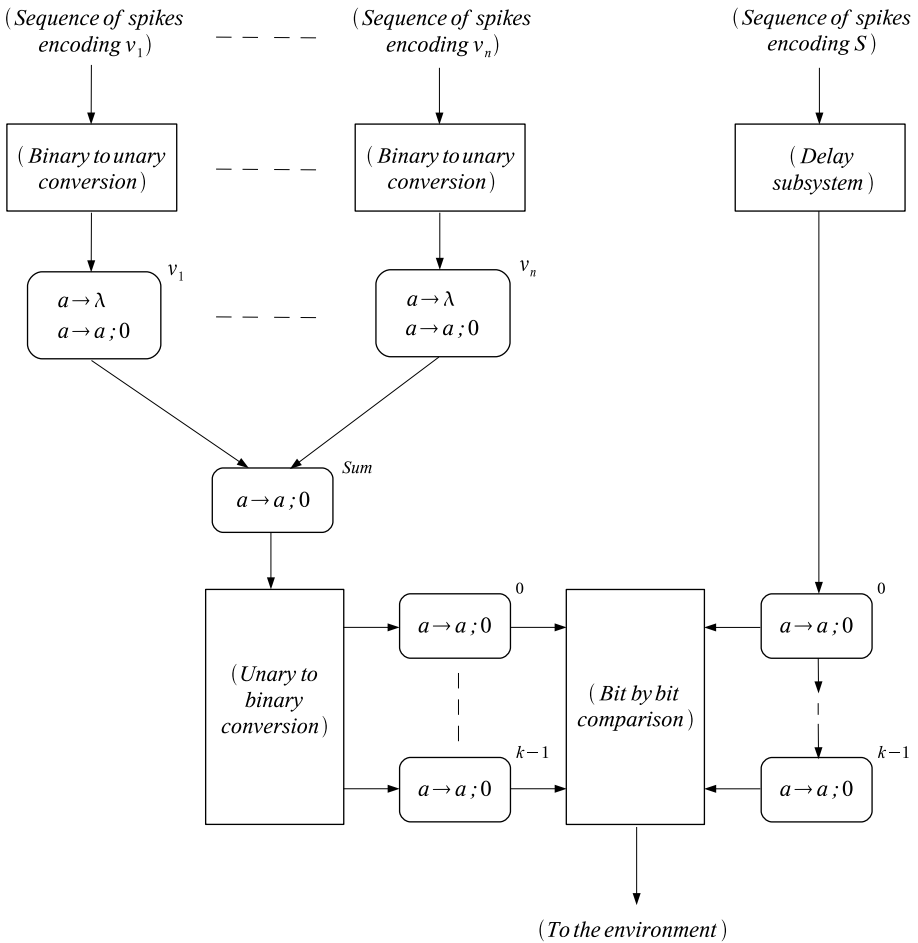 (Sequence of spikes
encoding v1)
(Sequence of spikes
encoding vn)
(Sequence of spikes
encoding S)
(Binary to unary
conversion)
(Binary to unary
conversion)
(Delay
subsystem)
v1
a→λ
a→a;0
vn
a→λ
a→a;0
Sum
a→a;0
(Unary to
binary
conversion)
0
a→a;0
k−1
a→a;0
(Bit by bit
comparison)
0
a→a;0
k−1
a→a;0
(To the environment)